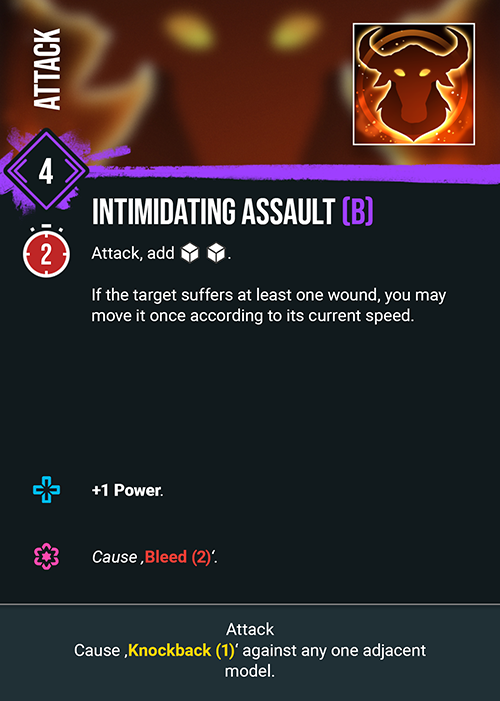 ATTACK
4
INTIMIDATING ASSAULT (B)
2
Attack, add .
If the target suffers at least one wound, you may
move it once according to its current speed.
+1 Power.
Cause ‚Bleed (2)‘.
Attack
Cause ‚Knockback (1)‘ against any one adjacent
model.